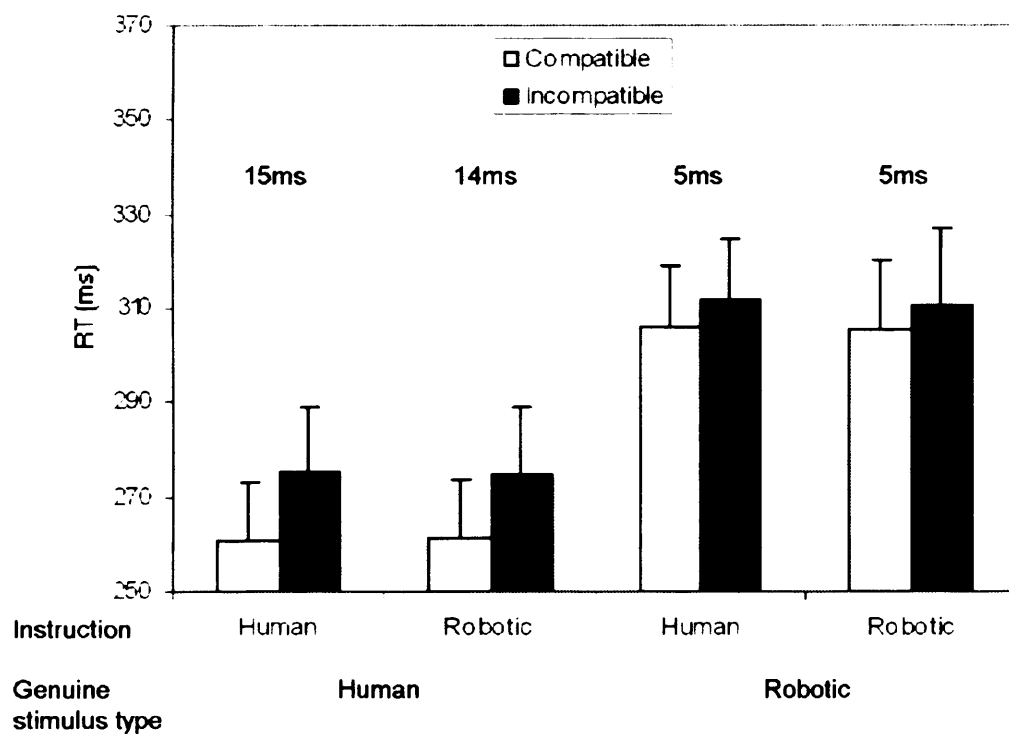 370
Compatible
Incompatible
350
15ms 14ms 5ms 5ms
330
RT (ms)
310
290
270
250
Instruction Human Robotic Human Robotic
Genuine Human Robotic
stimulus type